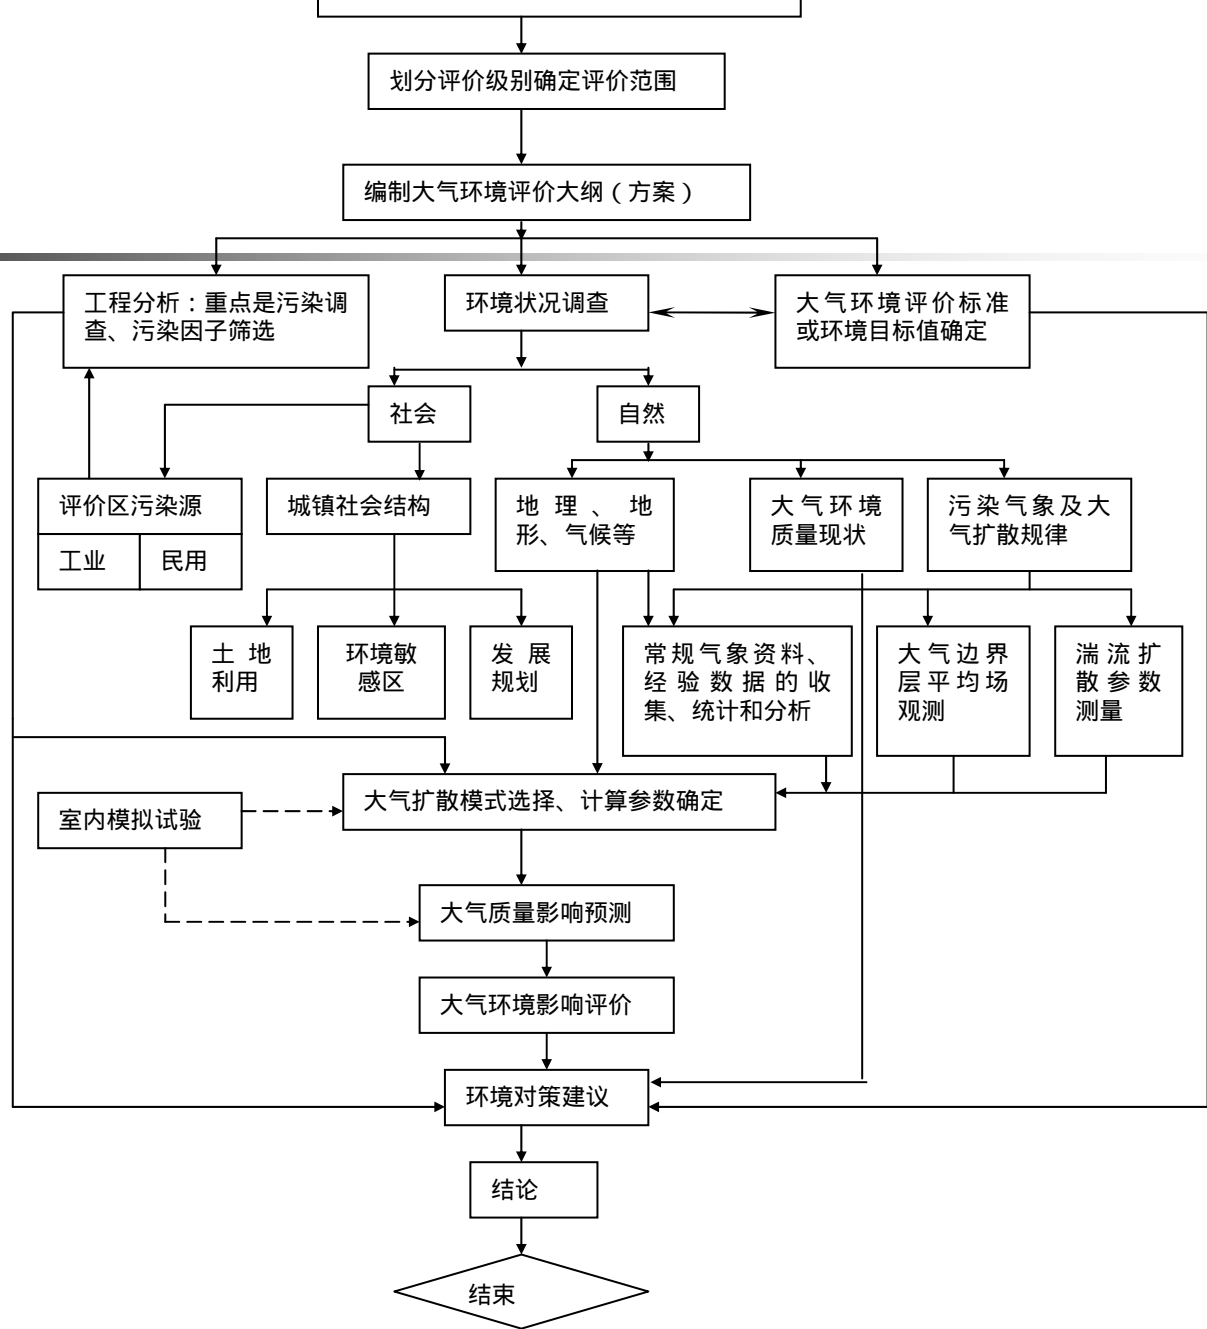 划分评价级别确定评价范围
编制大气环境评价大纲（方案）
工程分析：重点是污染调
查、污染因子筛选
环境状况调查
大气环境评价标准
或环境目标值确定
社会
自然
评价区污染源
工业
民用
城镇社会结构
地理、地
形、气候等
大气环境
质量现状
污染气象及大
气扩散规律
土地
利用
环境敏
感区
发展
规划
常规气象资料、
经验数据的收
集、统计和分析
大气边界
层平均场
观测
湍流扩
散参数
测量
大气扩散模式选择、计算参数确定
室内模拟试验
大气质量影响预测
大气环境影响评价
环境对策建议
结论
结束